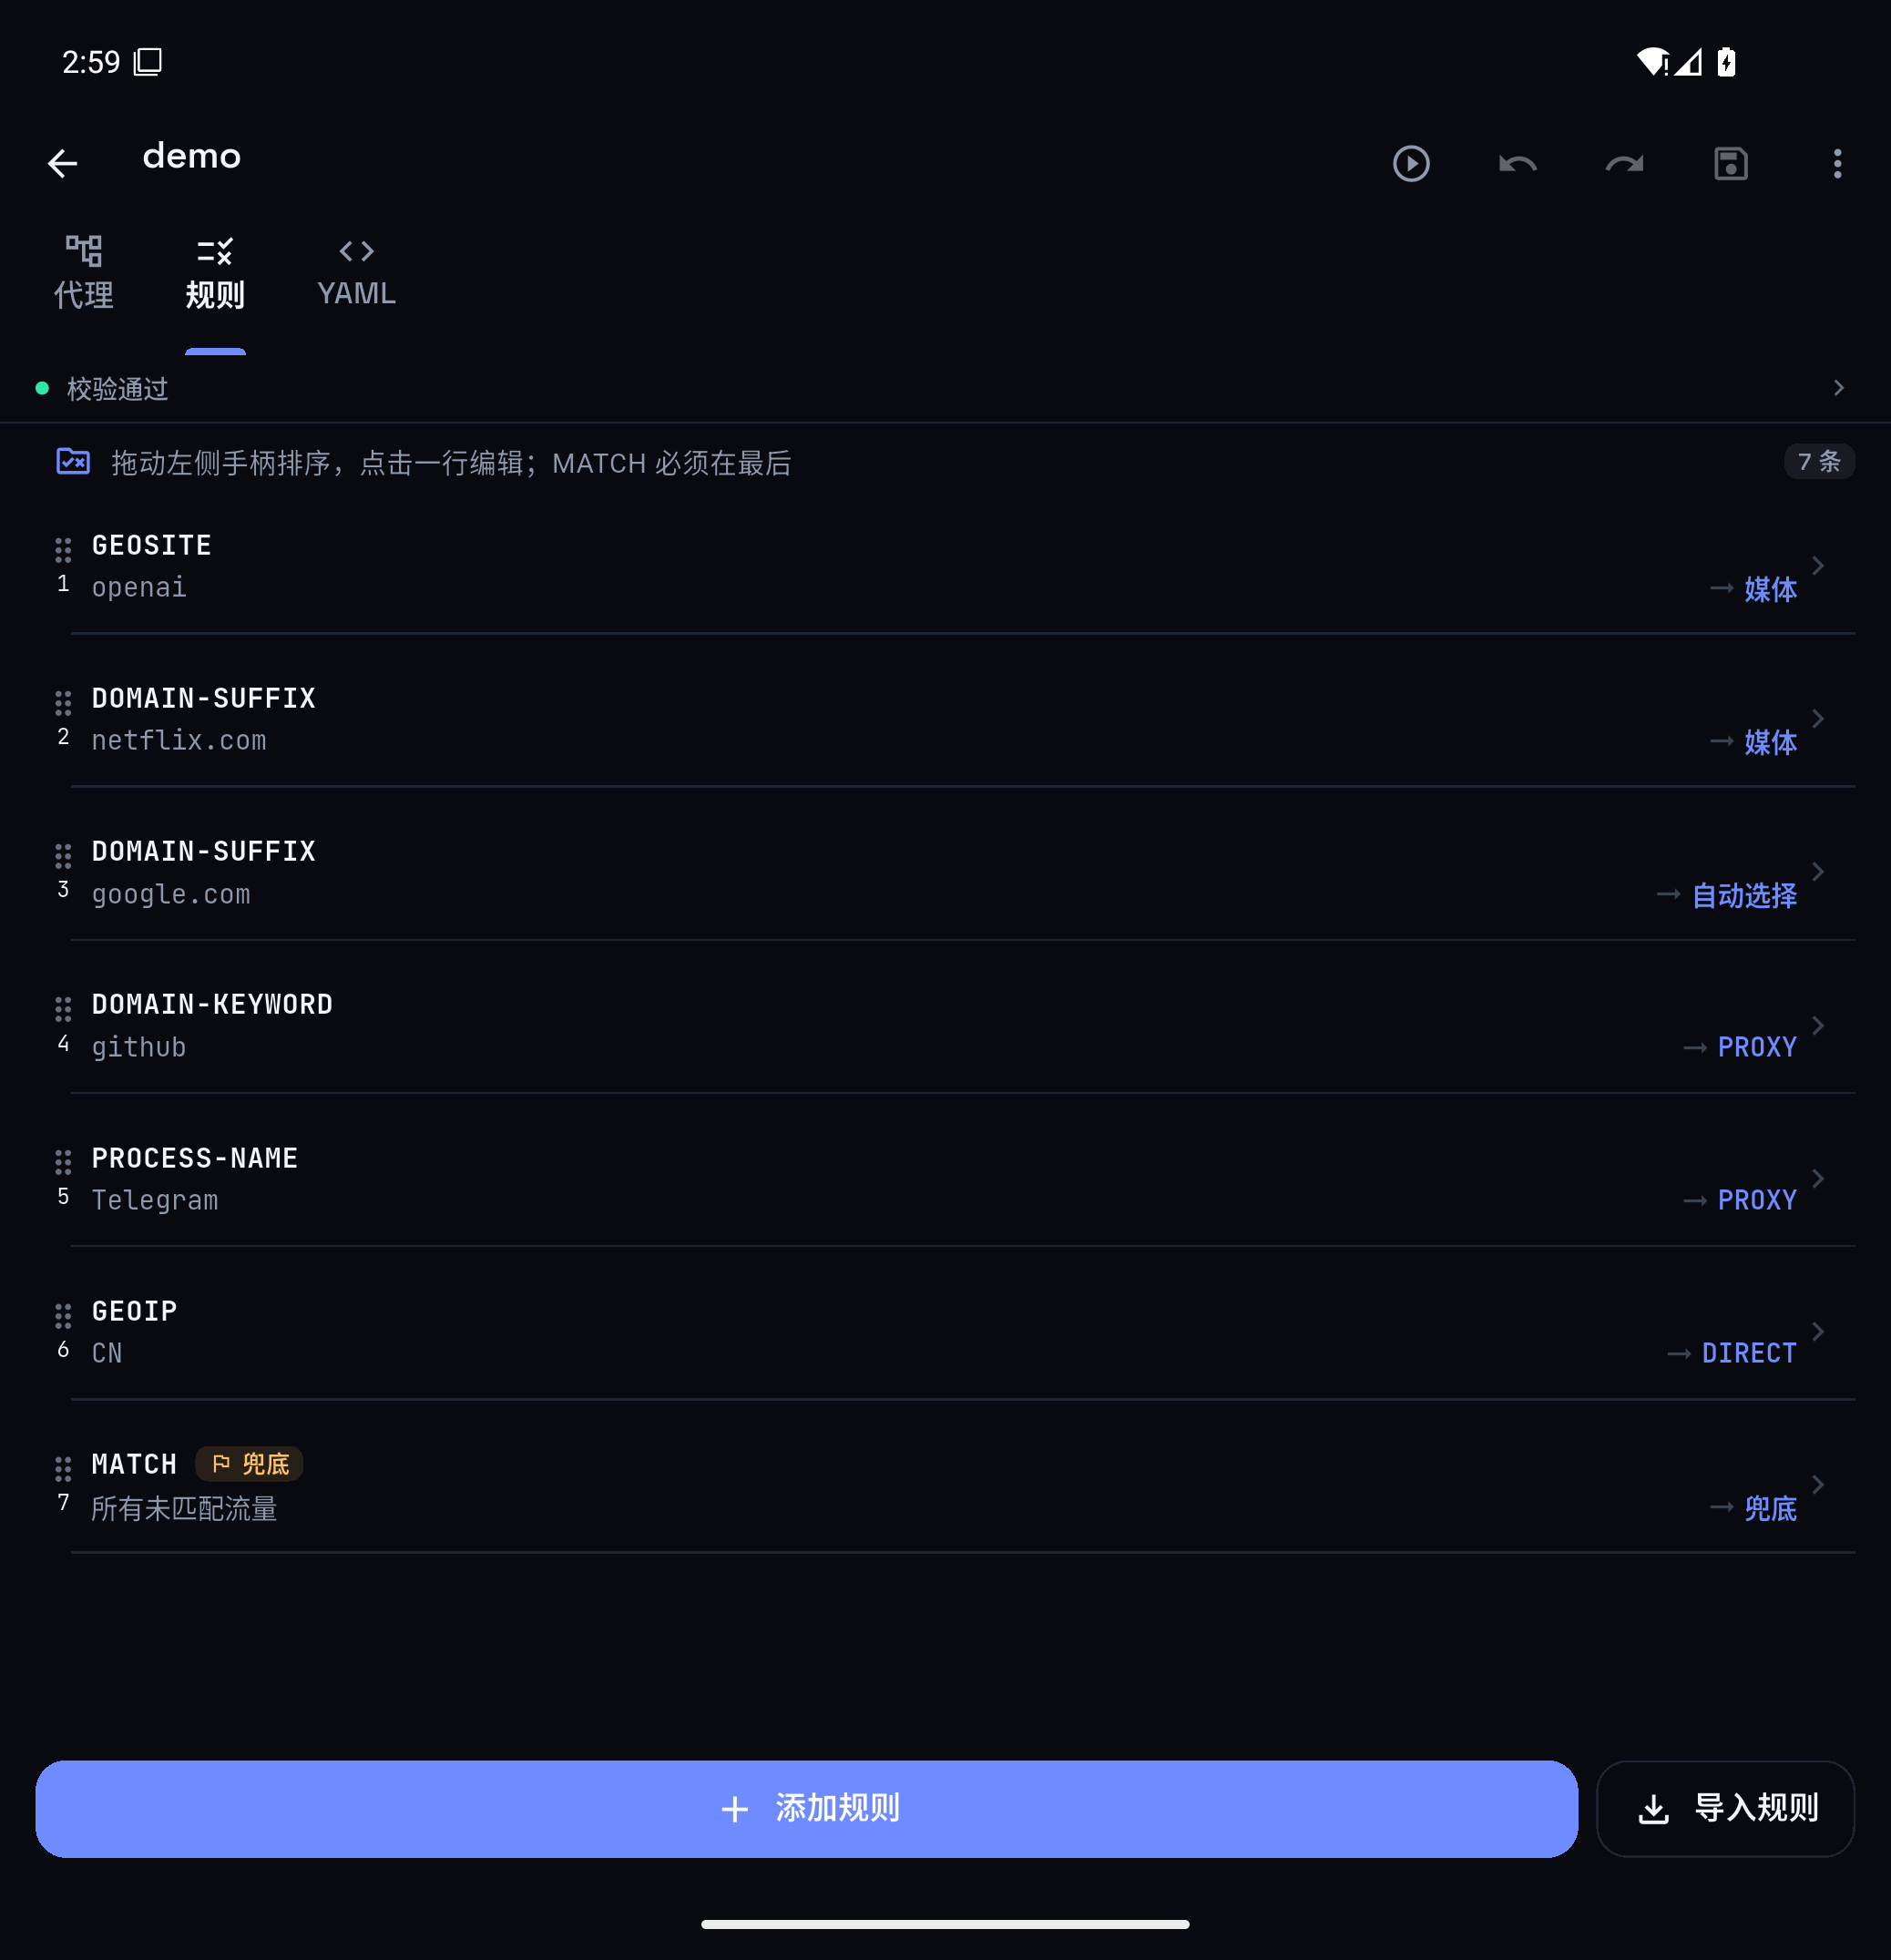 2:59
demo
代理 规则 YAML
校验通过
拖动左侧手柄排序，点击一行编辑；MATCH 必须在最后 7 条
GEOSITE
1 openai → 媒体
DOMAIN-SUFFIX
2 netflix.com → 媒体
DOMAIN-SUFFIX
3 google.com → 自动选择
DOMAIN-KEYWORD
4 github → PROXY
PROCESS-NAME
5 Telegram → PROXY
GEOIP
6 CN → DIRECT
MATCH 兜底
7 所有未匹配流量 → 兜底
添加规则 导入规则